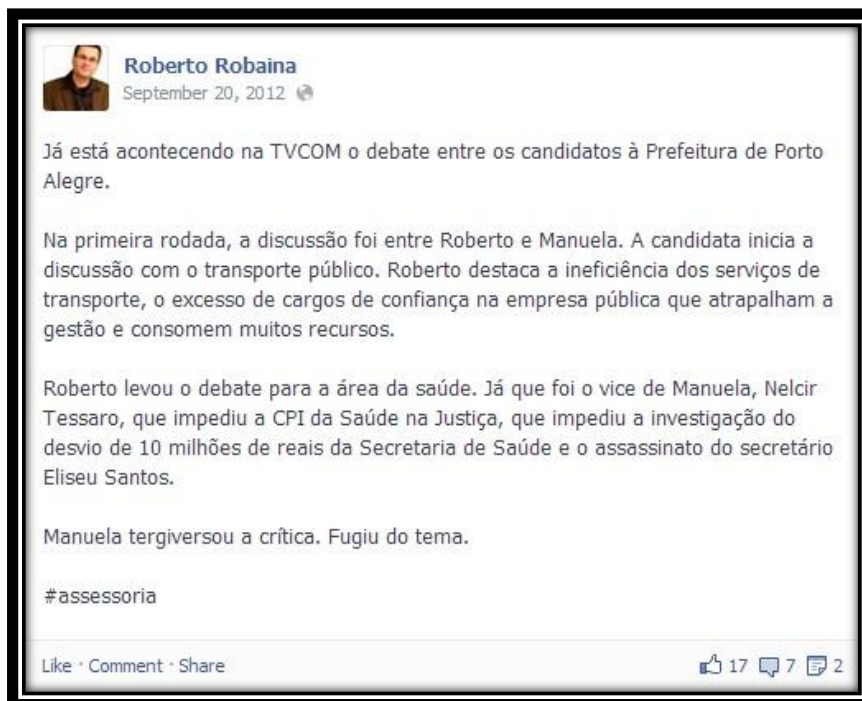 Roberto Robaina
September 20, 2012
Já está acontecendo na TVCOM o debate entre os candidatos à Prefeitura de Porto
Alegre.
Na primeira rodada, a discussão foi entre Roberto e Manuela. A candidata inicia a
discussão com o transporte público. Roberto destaca a ineficiência dos serviços de
transporte, o excesso de cargos de confiança na empresa pública que atrapalham a
gestão e consomem muitos recursos.
Roberto levou o debate para a área da saúde. Já que foi o vice de Manuela, Nelcir
Tessaro, que impediu a CPI da Saúde na Justiça, que impediu a investigação do
desvio de 10 milhões de reais da Secretaria de Saúde e o assassinato do secretário
Eliseu Santos.
Manuela tergiversou a crítica. Fugiu do tema.
#assessoria
Like · Comment · Share 17 7 2